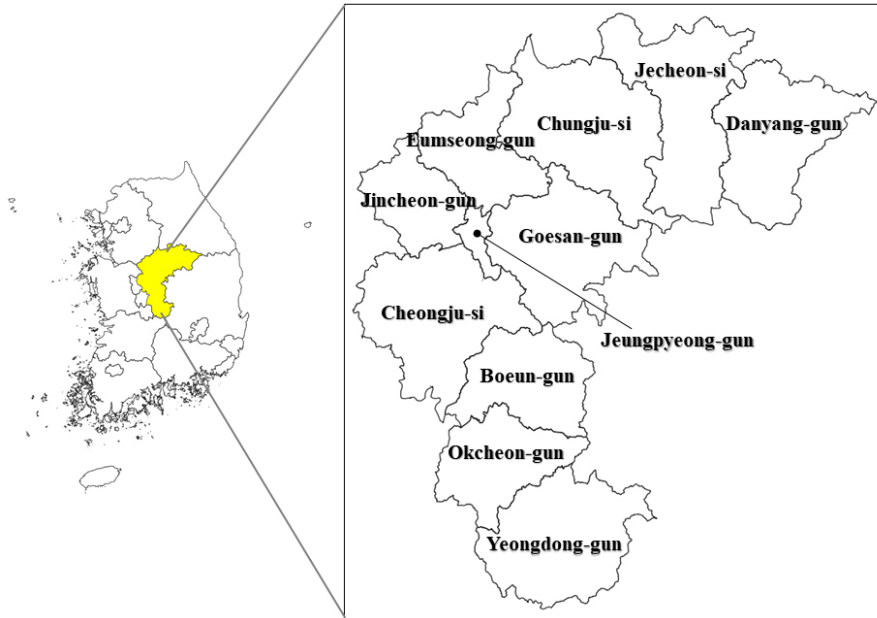 Jecheon-si
Chungju-si
Danyang-gun
Eumseong-gun
Jincheon-gun
Goesan-gun
Cheongju-si
Jeungpyeong-gun
Boeun-gun
Okcheon-gun
Yeongdong-gun